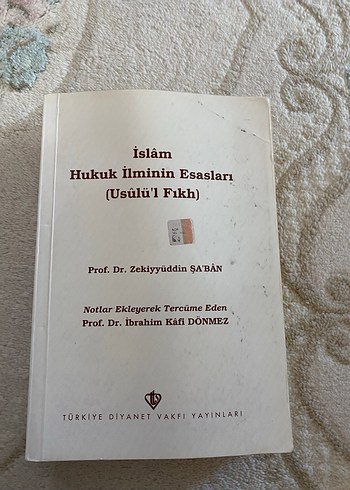 İslâm
Hukuk İlminin Esasları
(Usûlü'l Fıkh)
Prof. Dr. Zekiyyüddin ŞA'BÂN
Notlar Ekleyerek Tercüme Eden
Prof. Dr. İbrahim Kâfi DÖNMEZ
TÜRKİYE DİYANET VAKFI YAYINLARI